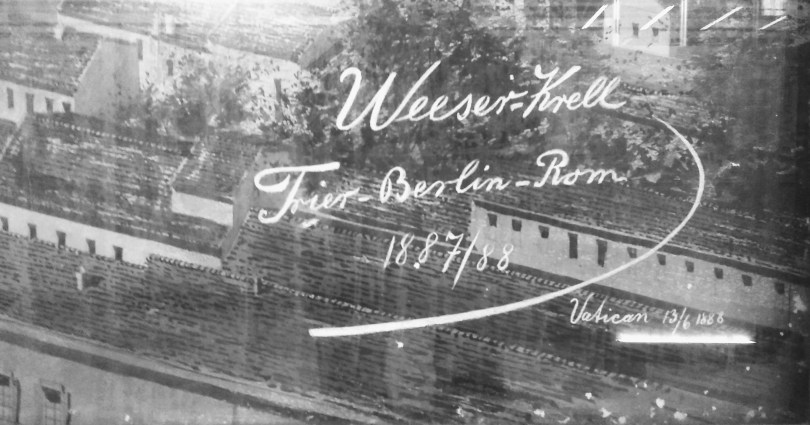 Weeser-Krell
Trier-Berlin-Rom
1887/88
Vatican 13/6 1888